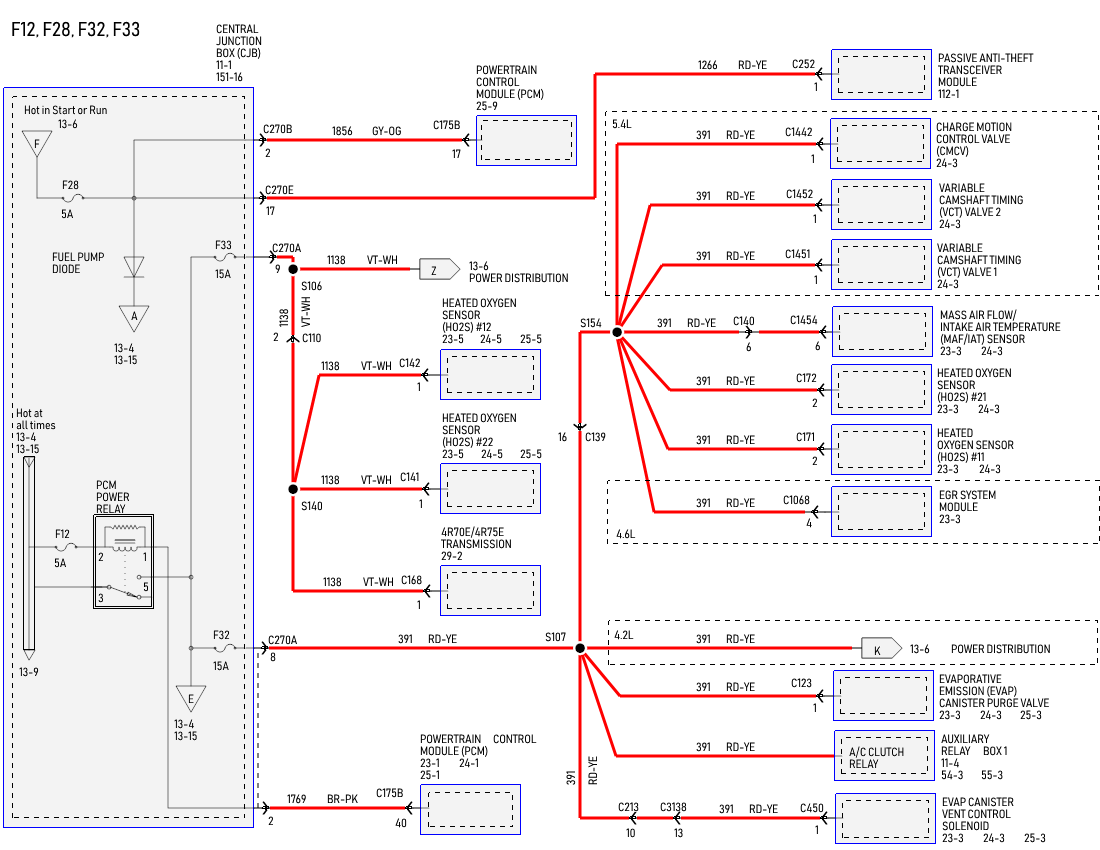 F12, F28, F32, F33
CENTRAL
JUNCTION
BOX (CJB)
11-1
151-16
Hot in Start or Run
13-6
F
F28
5A
FUEL PUMP
DIODE
A
13-4
13-15
F33
15A
Hot at
all times
13-4
13-15
PCM
POWER
RELAY
F12
5A
2
1
5
3
13-9
F32
15A
E
13-4
13-15
C270B
2
1856 GY-OG
C175B
17
POWERTRAIN
CONTROL
MODULE (PCM)
25-9
C270E
17
1266 RD-YE
C252
1
PASSIVE ANTI-THEFT
TRANSCEIVER
MODULE
112-1
C270A
9
S106
1138 VT-WH
Z
13-6
POWER DISTRIBUTION
1138 VT-WH
2 C110
HEATED OXYGEN
SENSOR
(HO2S) #12
23-5 24-5 25-5
1138 VT-WH C142
1
HEATED OXYGEN
SENSOR
(HO2S) #22
23-5 24-5 25-5
1138 VT-WH C141
1
S140
4R70E/4R75E
TRANSMISSION
29-2
1138 VT-WH C168
1
5.4L
391 RD-YE C1442
1
CHARGE MOTION
CONTROL VALVE
(CMCV)
24-3
391 RD-YE C1452
1
VARIABLE
CAMSHAFT TIMING
(VCT) VALVE 2
24-3
391 RD-YE C1451
1
VARIABLE
CAMSHAFT TIMING
(VCT) VALVE 1
24-3
S154
391 RD-YE C140 C1454
6 6
MASS AIR FLOW/
INTAKE AIR TEMPERATURE
(MAF/IAT) SENSOR
23-3 24-3
391 RD-YE C172
2
HEATED OXYGEN
SENSOR
(HO2S) #21
23-3 24-3
16 C139
391 RD-YE C171
2
HEATED
OXYGEN SENSOR
(HO2S) #11
23-3 24-3
391 RD-YE C1068
4
EGR SYSTEM
MODULE
23-3
4.6L
C270A
8
391 RD-YE
S107
4.2L
391 RD-YE
K
13-6 POWER DISTRIBUTION
391 RD-YE C123
1
EVAPORATIVE
EMISSION (EVAP)
CANISTER PURGE VALVE
23-3 24-3 25-3
391 RD-YE
A/C CLUTCH
RELAY
AUXILIARY
RELAY BOX 1
11-4
54-3 55-3
391 RD-YE
C213 C3138 391 RD-YE C450
10 13 1
EVAP CANISTER
VENT CONTROL
SOLENOID
23-3 24-3 25-3
POWERTRAIN CONTROL
MODULE (PCM)
23-1 24-1
25-1
2
1769 BR-PK C175B
40